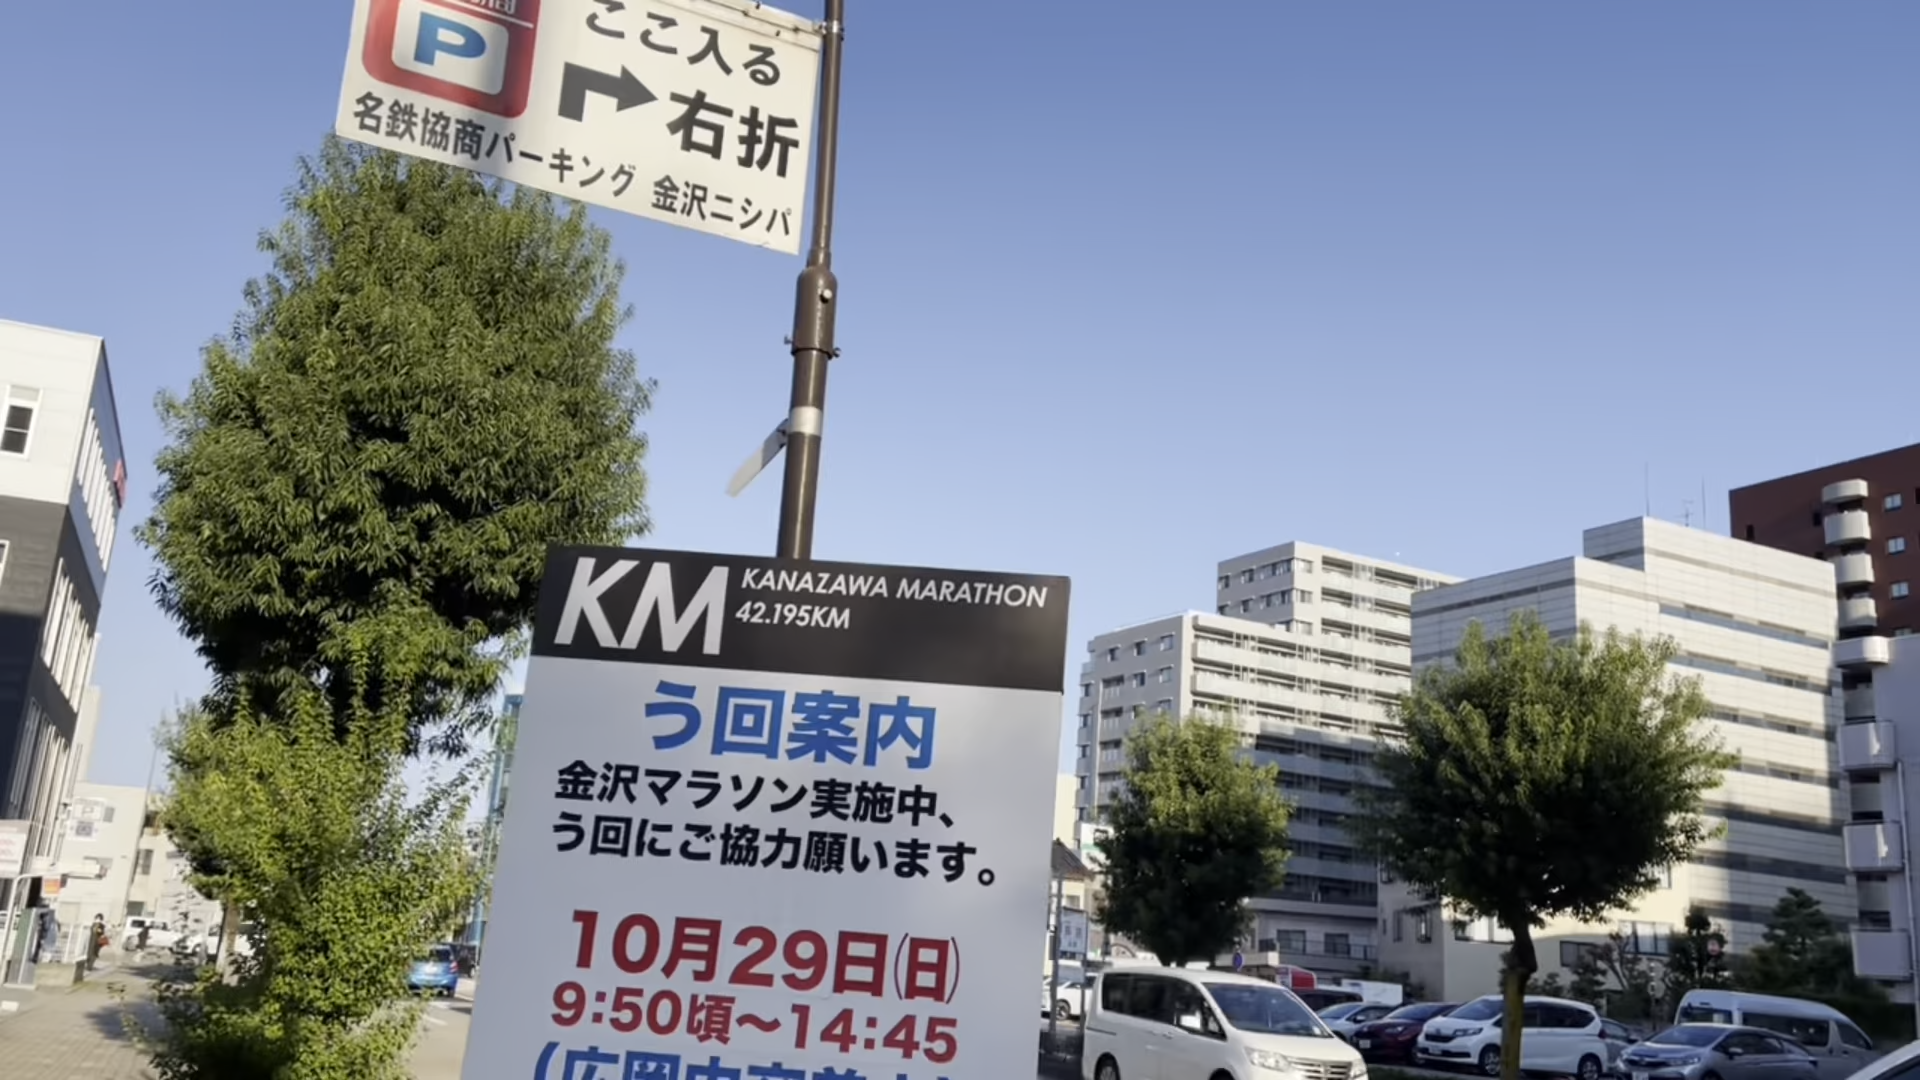 P
ここ入る
右折
名鉄協商パーキング 金沢ニシパ
KM
KANAZAWA MARATHON
42.195KM
う回案内
金沢マラソン実施中、
う回にご協力願います。
10月29日(日)
9:50頃～14:45